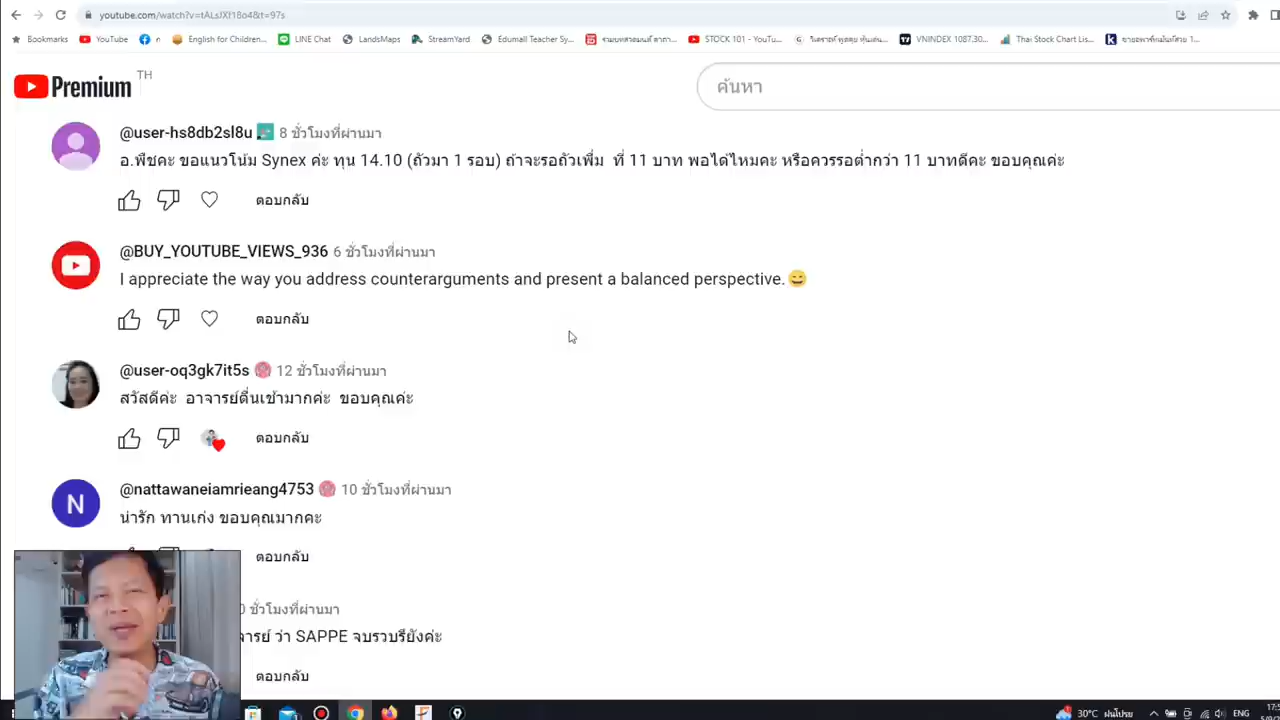 youtube.com/watch?v=tALsJXf18o4&t=97s
Bookmarks YouTube n English for Children... LINE Chat LandsMaps StreamYard Edumall Teacher Sy... STOCK 101 - YouTu... VNINDEX 1087.30... Thai Stock Chart Lis...
Premium TH
ค้นหา
@user-hs8db2sl8u 8 ชั่วโมงที่ผ่านมา
อ.พืชคะ ขอแนวโน้ม Synex ค่ะ ทุน 14.10 (ถัวมา 1 รอบ) ถ้าจะรอถัวเพิ่ม ที่ 11 บาท พอได้ไหมคะ หรือควรรอต่ำกว่า 11 บาทดีคะ ขอบคุณค่ะ
ตอบกลับ
@BUY_YOUTUBE_VIEWS_936 6 ชั่วโมงที่ผ่านมา
I appreciate the way you address counterarguments and present a balanced perspective.😄
ตอบกลับ
@user-oq3gk7it5s 12 ชั่วโมงที่ผ่านมา
สวัสดีค่ะ อาจารย์ตื่นเช้ามากค่ะ ขอบคุณค่ะ
ตอบกลับ
N
@nattawaneiamrieang4753 10 ชั่วโมงที่ผ่านมา
น่ารัก ทานเก่ง ขอบคุณมากคะ
ตอบกลับ
0 ชั่วโมงที่ผ่านมา
จารย์ ว่า SAPPE จบรวบรึยังค่ะ
ตอบกลับ
30°C ฝนโปรย ENG